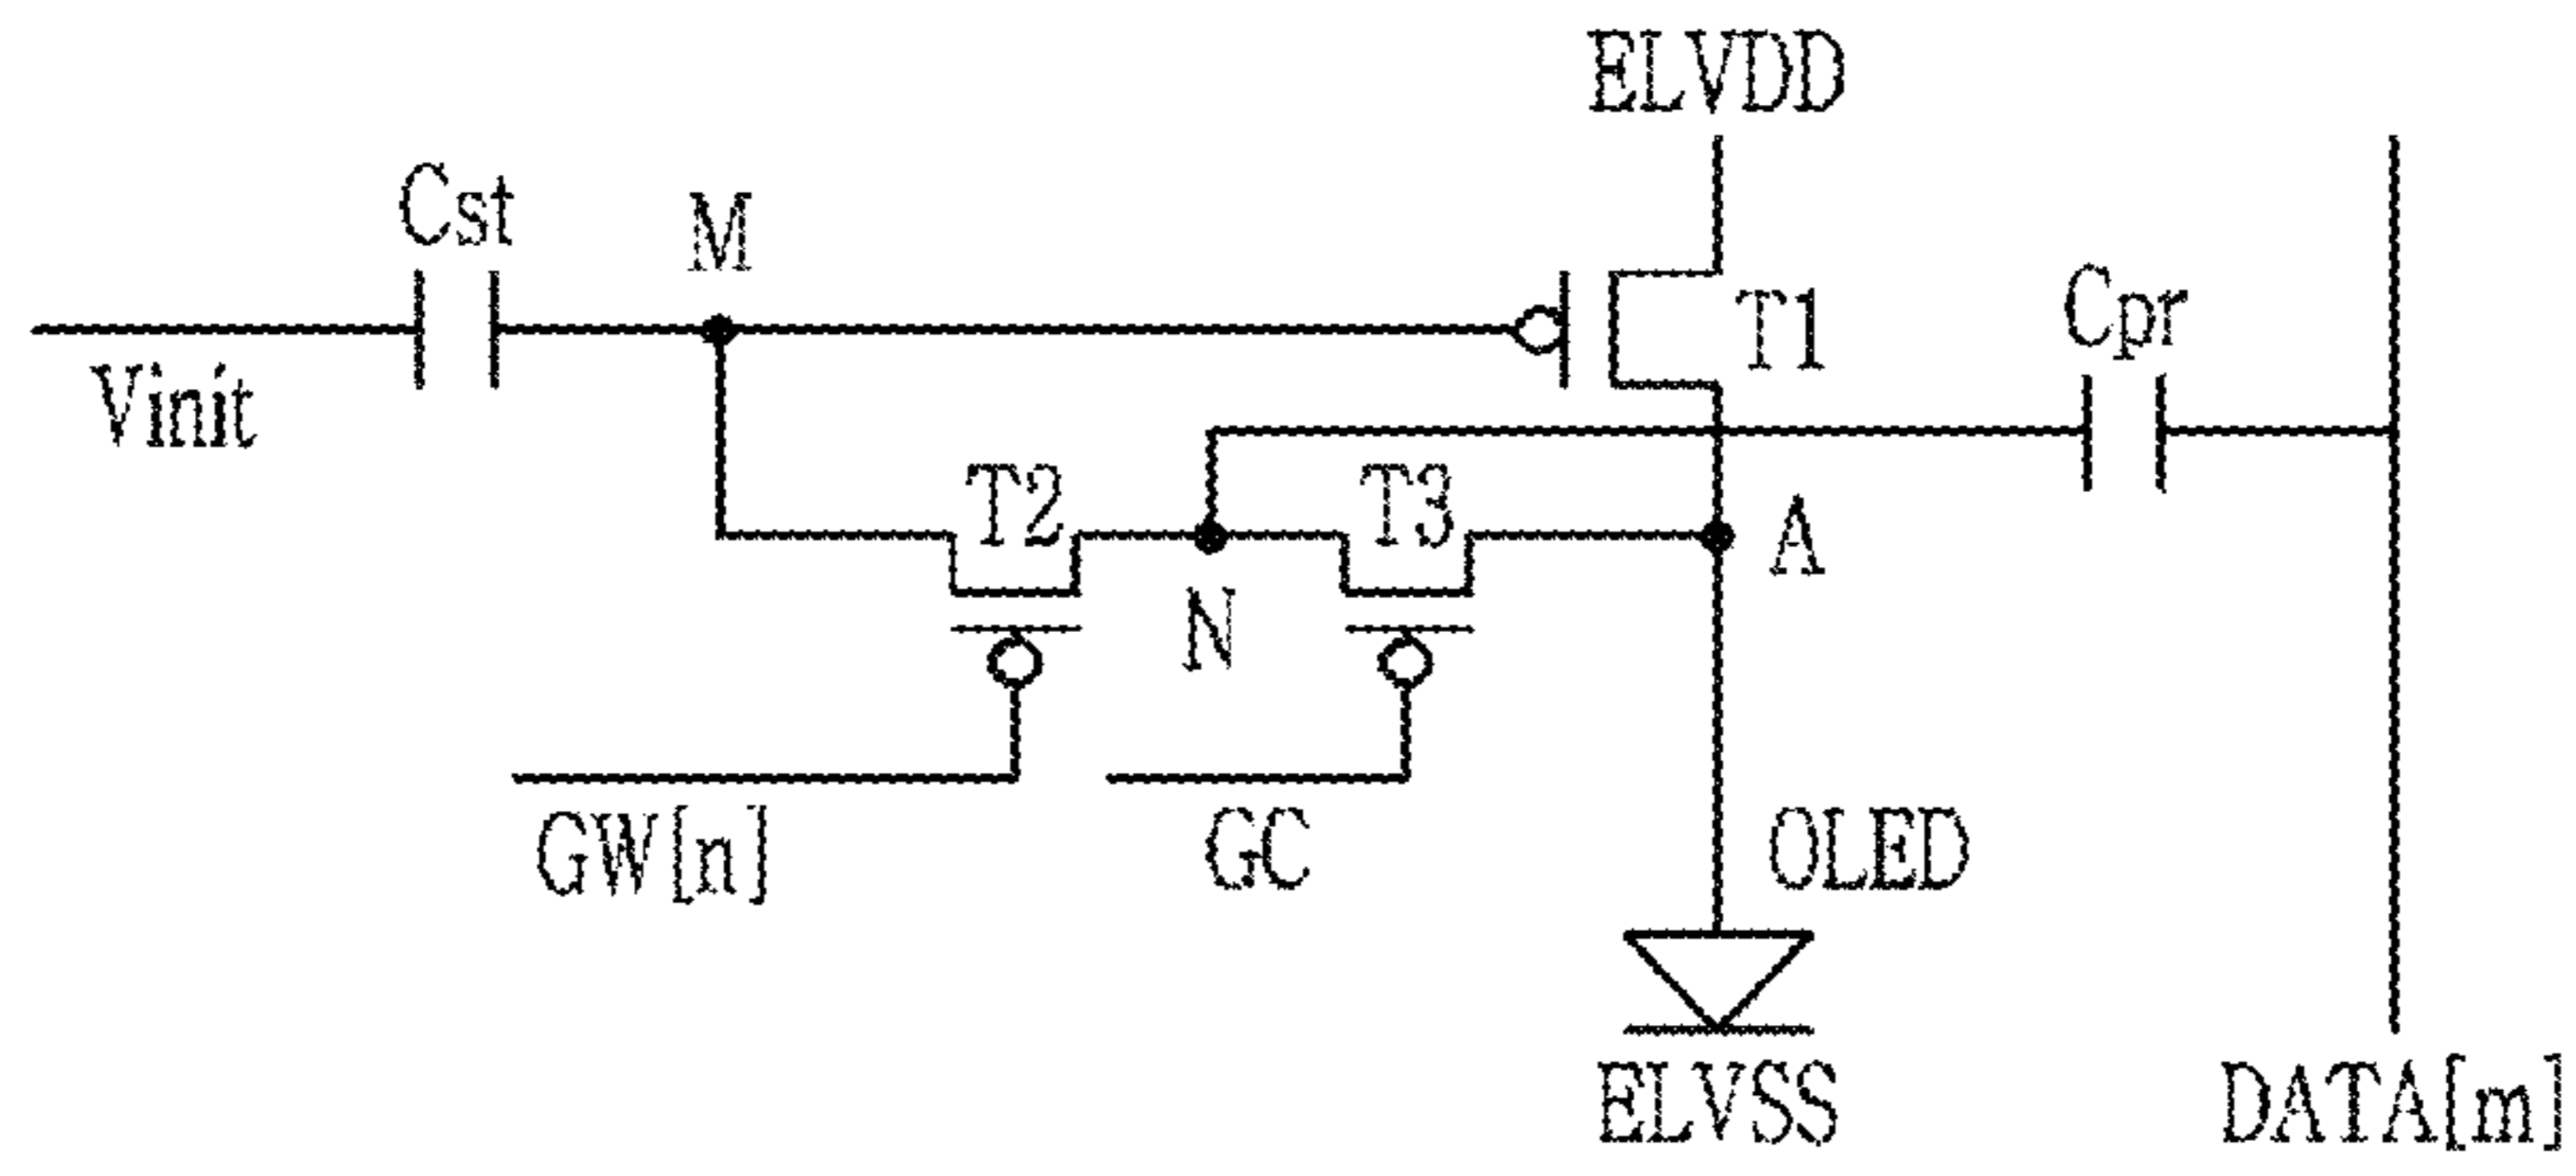 ELVDD
Cst
M
T1
Cpr
Vinit
T2
T3
A
N
GW[n]
GC
OLED
ELVSS
DATA[m]